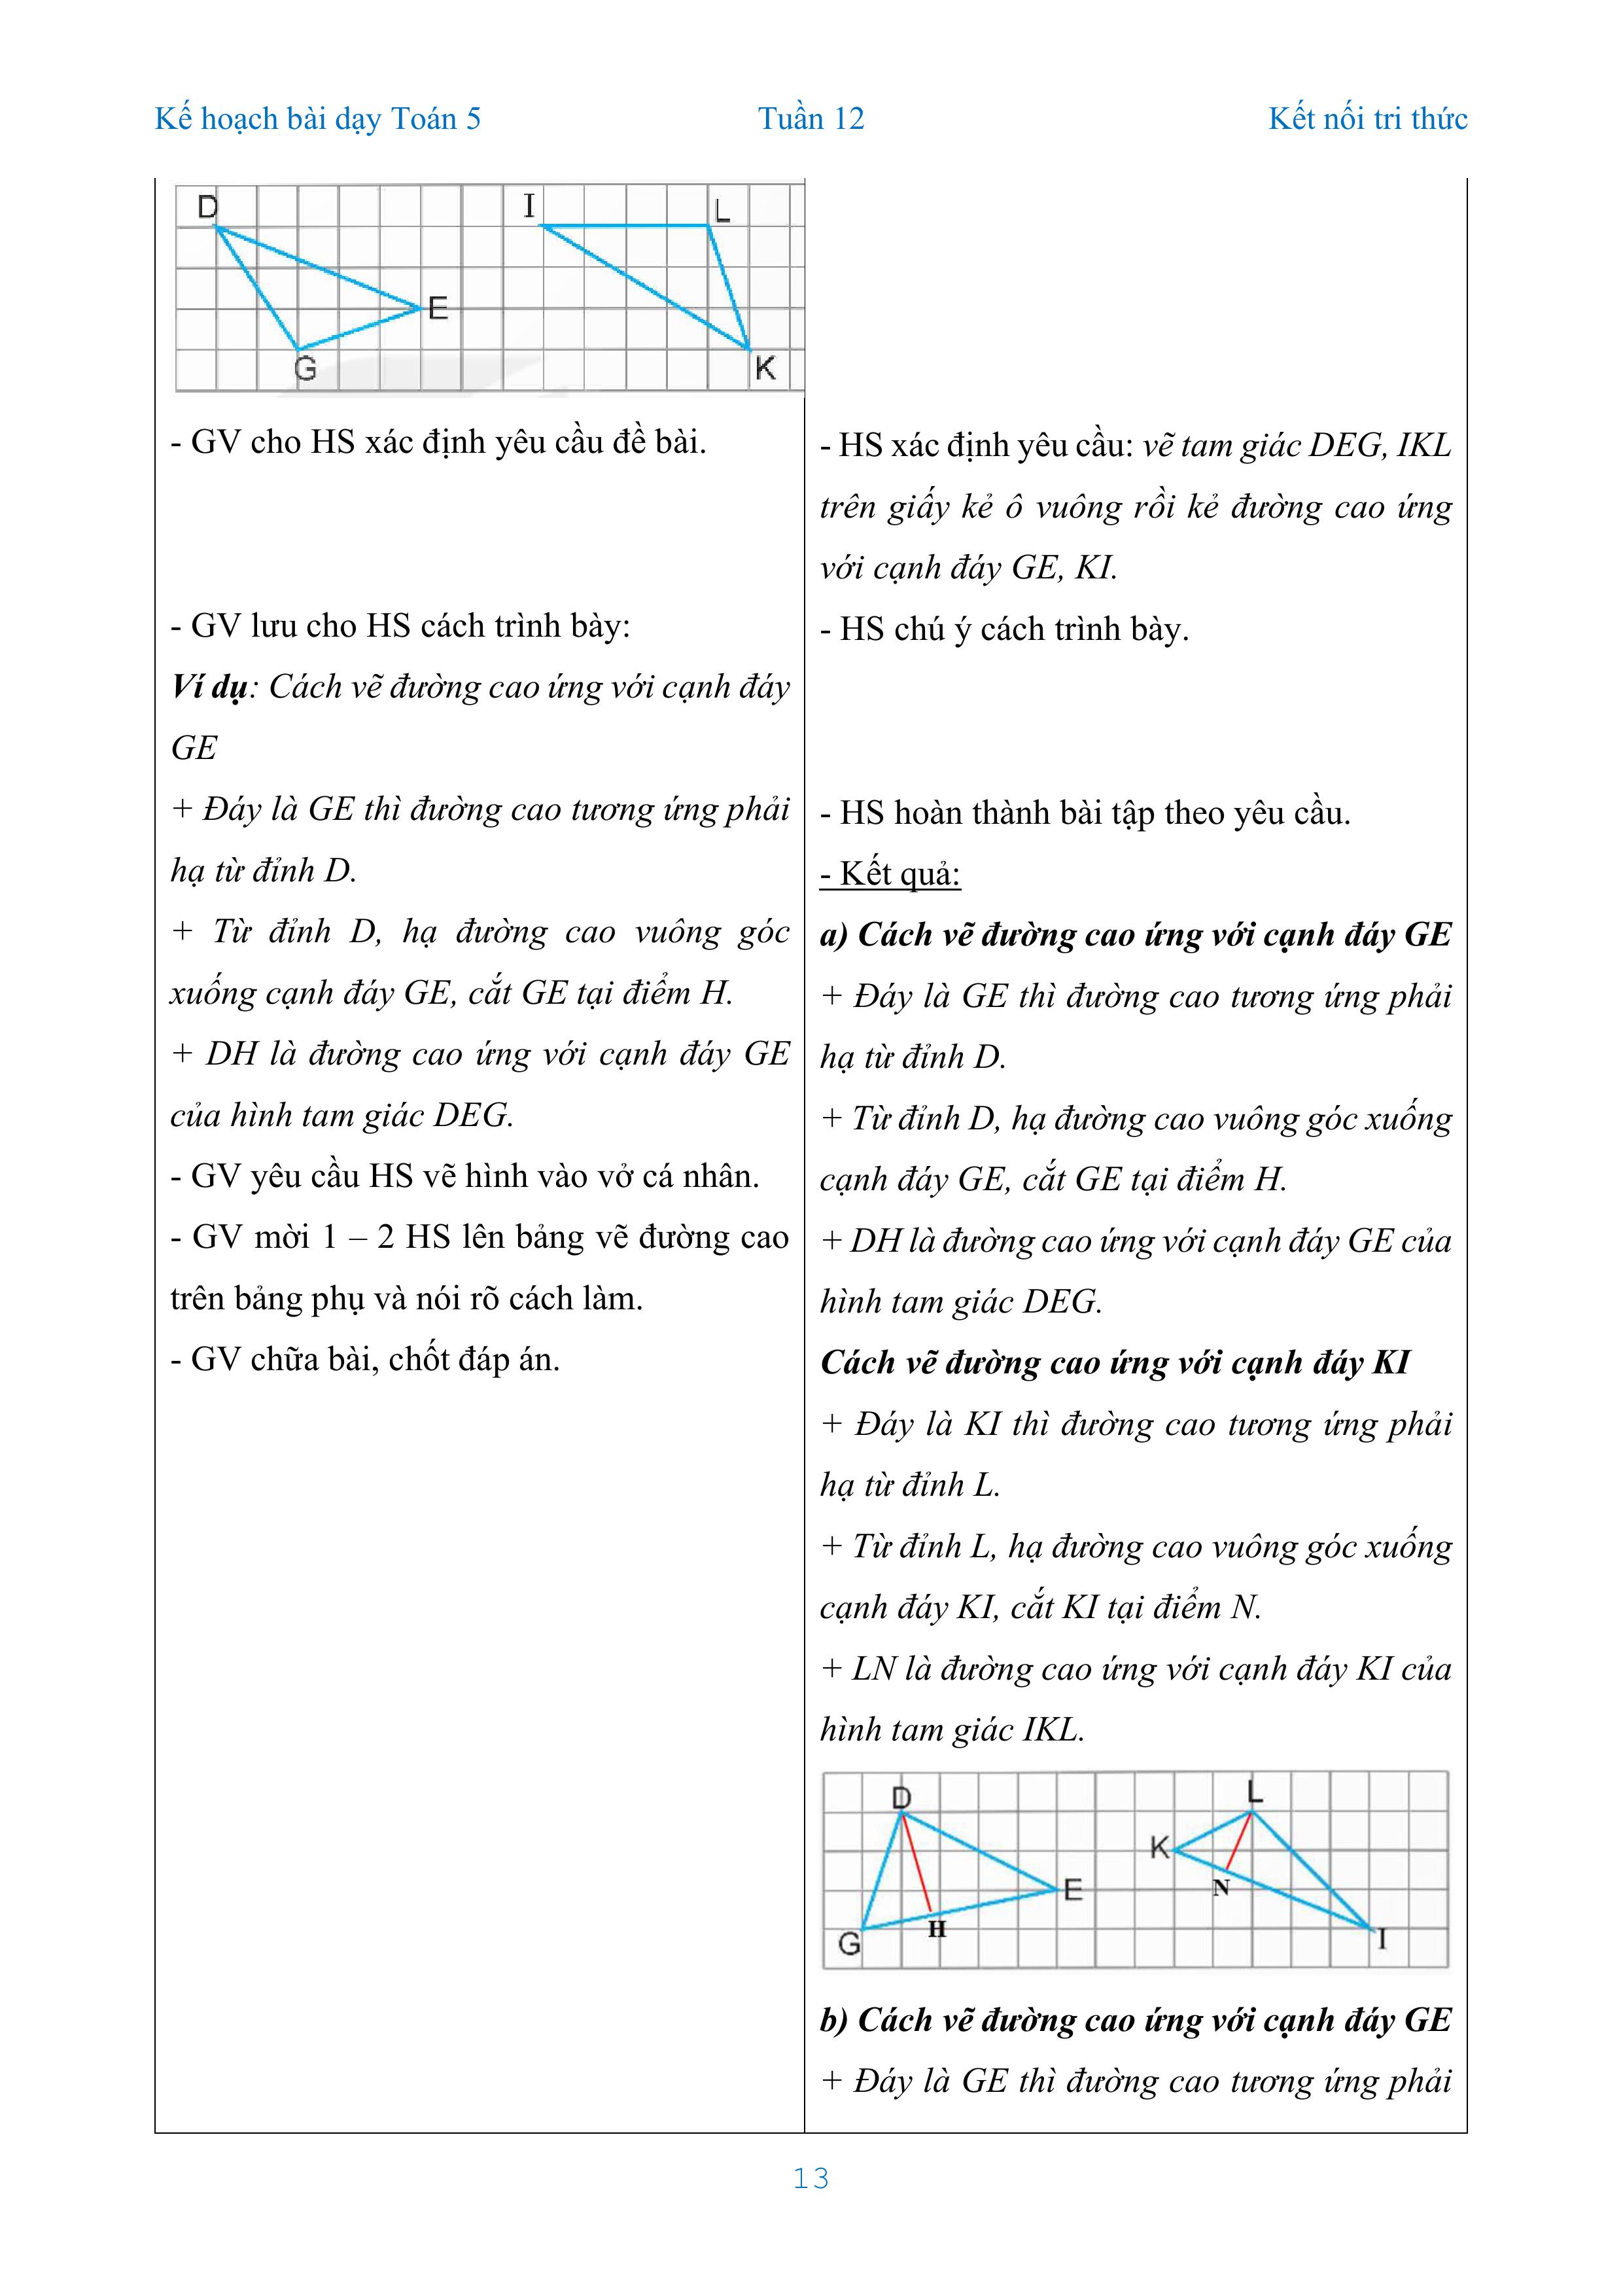 Kế hoạch bài dạy Toán 5 Tuần 12 Kết nối tri thức
D
I
L
E
G
K
- GV cho HS xác định yêu cầu đề bài.
- GV lưu cho HS cách trình bày:
Ví dụ: Cách vẽ đường cao ứng với cạnh đáy
GE
+ Đáy là GE thì đường cao tương ứng phải
hạ từ đỉnh D.
+ Từ đỉnh D, hạ đường cao vuông góc
xuống cạnh đáy GE, cắt GE tại điểm H.
+ DH là đường cao ứng với cạnh đáy GE
của hình tam giác DEG.
- GV yêu cầu HS vẽ hình vào vở cá nhân.
- GV mời 1 – 2 HS lên bảng vẽ đường cao
trên bảng phụ và nói rõ cách làm.
- GV chữa bài, chốt đáp án.
- HS xác định yêu cầu: vẽ tam giác DEG, IKL
trên giấy kẻ ô vuông rồi kẻ đường cao ứng
với cạnh đáy GE, KI.
- HS chú ý cách trình bày.
- HS hoàn thành bài tập theo yêu cầu.
- Kết quả:
a) Cách vẽ đường cao ứng với cạnh đáy GE
+ Đáy là GE thì đường cao tương ứng phải
hạ từ đỉnh D.
+ Từ đỉnh D, hạ đường cao vuông góc xuống
cạnh đáy GE, cắt GE tại điểm H.
+ DH là đường cao ứng với cạnh đáy GE của
hình tam giác DEG.
Cách vẽ đường cao ứng với cạnh đáy KI
+ Đáy là KI thì đường cao tương ứng phải
hạ từ đỉnh L.
+ Từ đỉnh L, hạ đường cao vuông góc xuống
cạnh đáy KI, cắt KI tại điểm N.
+ LN là đường cao ứng với cạnh đáy KI của
hình tam giác IKL.
D
L
K
E
N
H
G
I
b) Cách vẽ đường cao ứng với cạnh đáy GE
+ Đáy là GE thì đường cao tương ứng phải
13